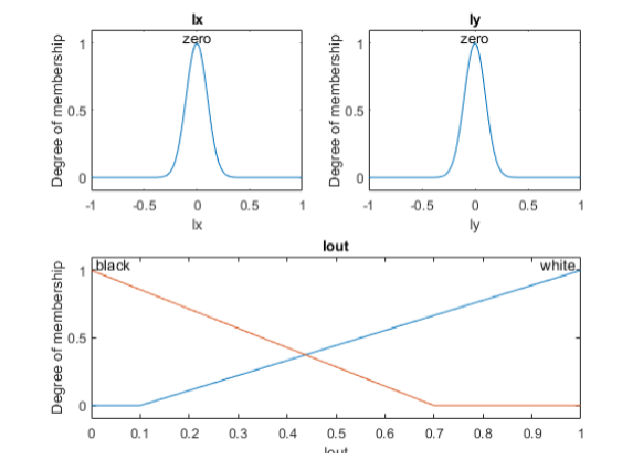 Ix
Iy
zero
zero
Degree of membership
Degree of membership
1
0.5
0
1
0.5
0
-1 -0.5 0 0.5 1
-1 -0.5 0 0.5 1
Ix
Iy
Iout
black
white
Degree of membership
1
0.5
0
0 0.1 0.2 0.3 0.4 0.5 0.6 0.7 0.8 0.9 1
Iout